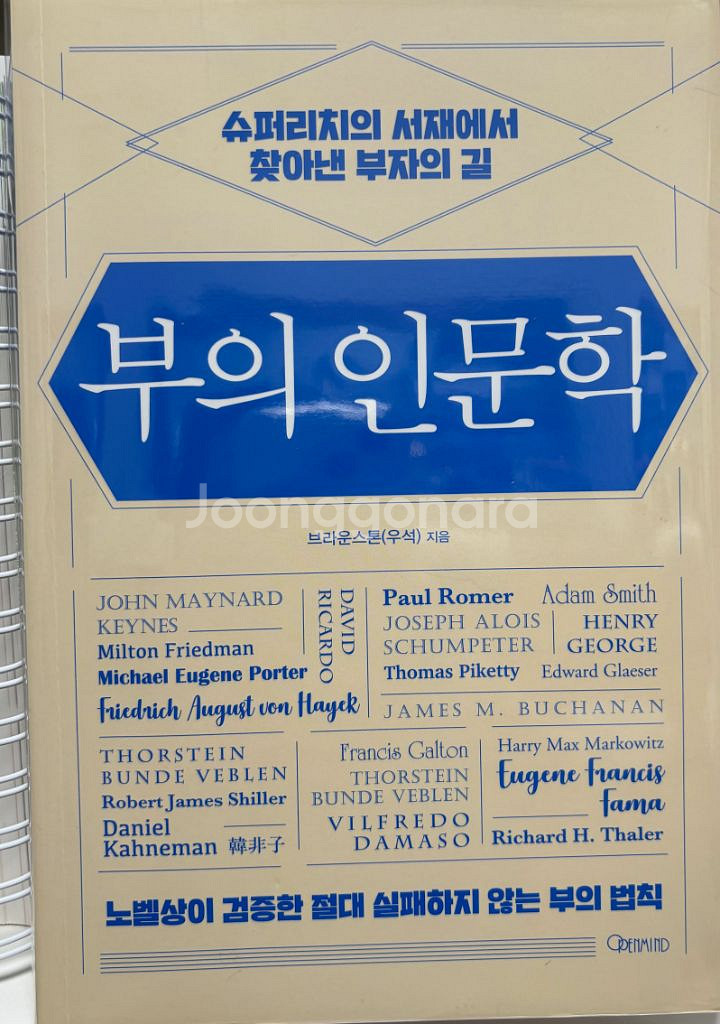 슈퍼리치의 서재에서
찾아낸 부자의 길
부의 인문학
Joonggonara
브라운스톤(우석) 지음
JOHN MAYNARD
KEYNES
Milton Friedman
Michael Eugene Porter
Friedrich August von Hayek
DAVID
RICARDO
Paul Romer
Adam Smith
JOSEPH ALOIS
SCHUMPETER
HENRY
GEORGE
Thomas Piketty
Edward Glaeser
JAMES M. BUCHANAN
THORSTEIN
BUNDE VEBLEN
Robert James Shiller
Daniel
Kahneman 韓非子
Francis Galton
THORSTEIN
BUNDE VEBLEN
VILFREDO
DAMASO
Harry Max Markowitz
Eugene Francis
Fama
Richard H. Thaler
노벨상이 검증한 절대 실패하지 않는 부의 법칙
OPENMIND